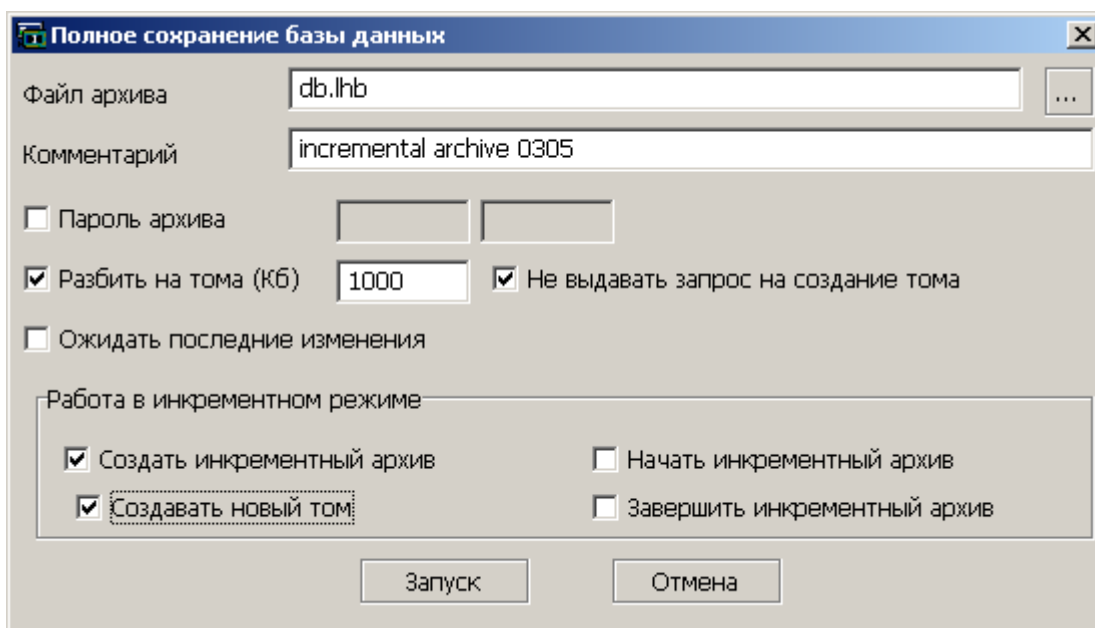 Полное сохранение базы данных
Файл архива db.lhb ...
Комментарий incremental archive 0305
Пароль архива
Разбить на тома (Кб) 1000 Не выдавать запрос на создание тома
Ожидать последние изменения
Работа в инкрементном режиме
Создать инкрементный архив Начать инкрементный архив
Создавать новый том Завершить инкрементный архив
Запуск Отмена